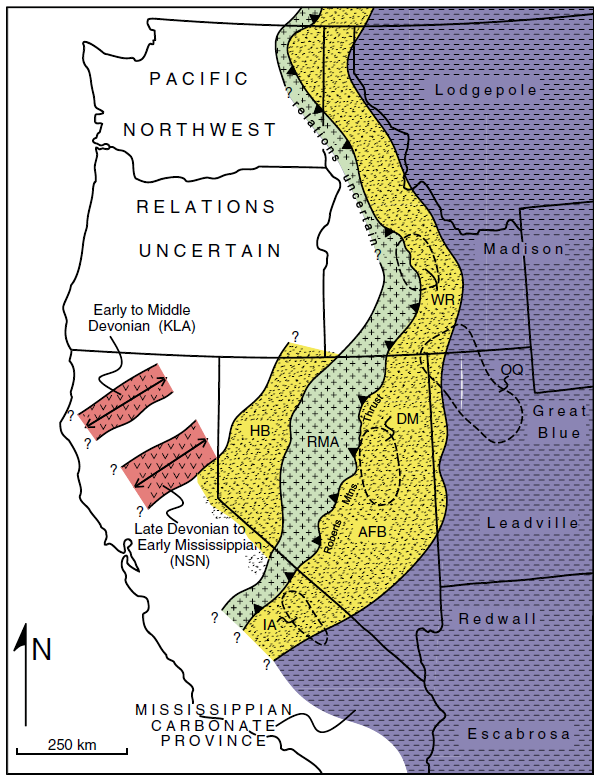 PACIFIC
NORTHWEST
RELATIONS
UNCERTAIN
?
relations uncertain?
Lodgepole
Madison
WR
Early to Middle
Devonian (KLA)
?
?
?
OQ
Great
Blue
HB
RMA
DM
Roberts Mtns. Thrust
AFB
?
?
Late Devonian to
Early Mississippian
(NSN)
Leadville
IA
?
?
?
Redwall
N
MISSISSIPPIAN
CARBONATE
PROVINCE
Escabrosa
250 km